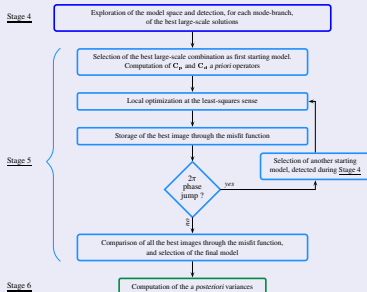 Stage 4
Exploration of the model space and detection, for each mode-branch,
of the best large-scale solutions
Selection of the best large-scale combination as first starting model.
Computation of Cp and Cd a priori operators
Local optimization at the least-squares sense
Storage of the best image through the misfit function
Stage 5
2π
phase
jump ?
yes
Selection of another starting
model, detected during Stage 4
no
Comparison of all the best images through the misfit function,
and selection of the final model
Stage 6
Computation of the a posteriori variances